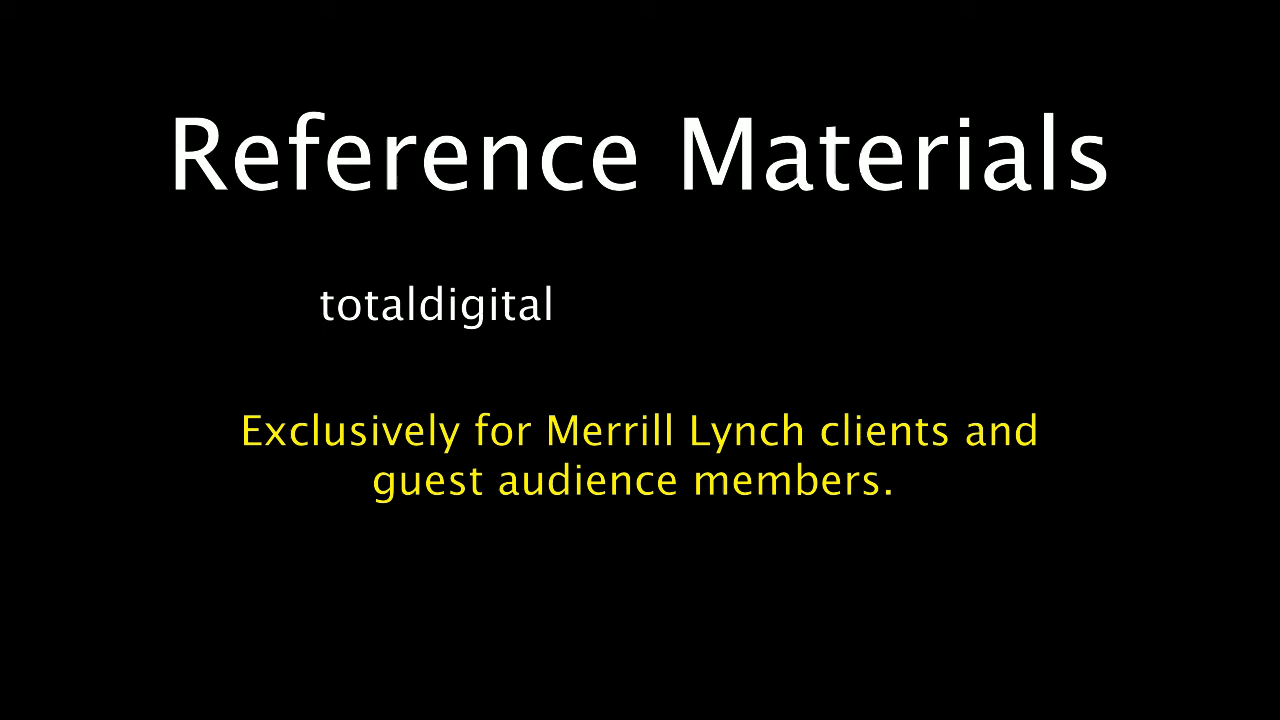 Reference Materials
totaldigital
Exclusively for Merrill Lynch clients and
guest audience members.